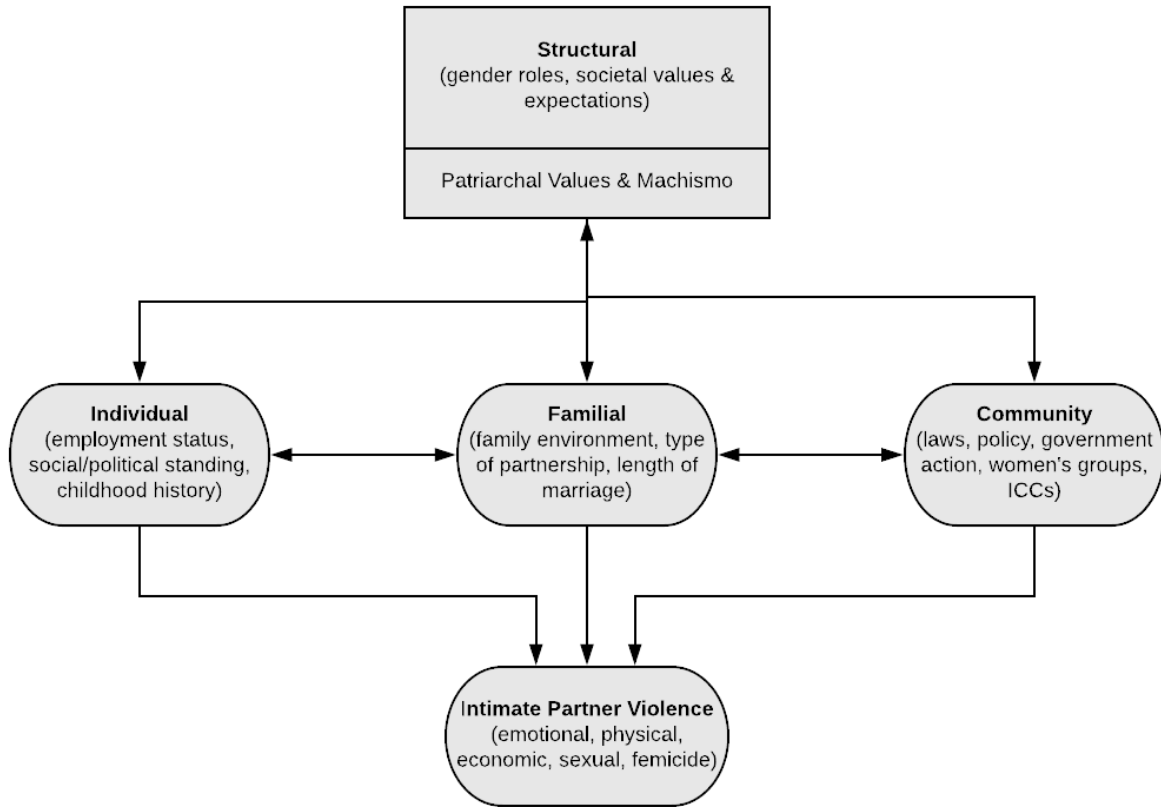 Structural
(gender roles, societal values &
expectations)
Patriarchal Values & Machismo
Individual
(employment status,
social/political standing,
childhood history)
Familial
(family environment, type
of partnership, length of
marriage)
Community
(laws, policy, government
action, women's groups,
ICCs)
Intimate Partner Violence
(emotional, physical,
economic, sexual, femicide)